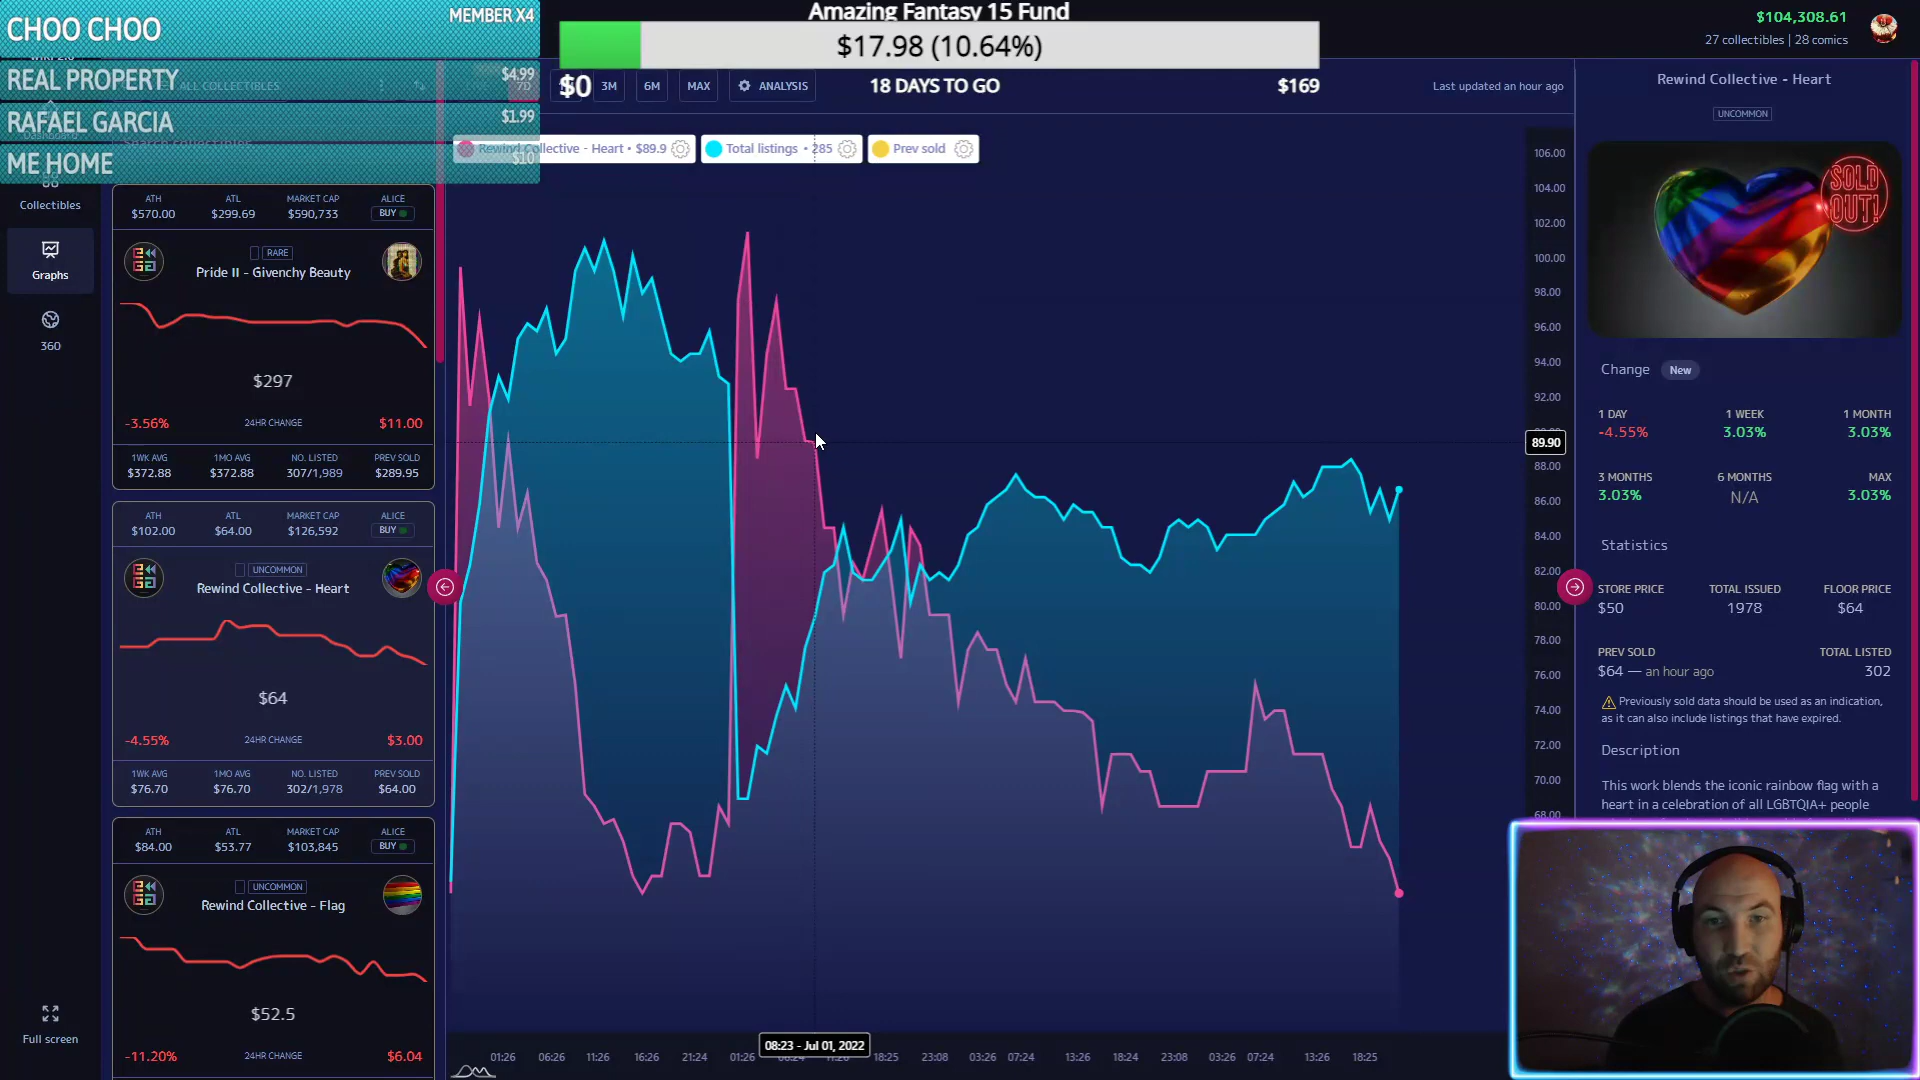 CHOO CHOO
MEMBER X4
REAL PROPERTY
$4.99
RAFAEL GARCIA
$1.99
ME HOME
$10
Amazing Fantasy 15 Fund
$17.98 (10.64%)
$0
18 DAYS TO GO
$169
$104,308.61
27 collectibles | 28 comics
ALL COLLECTIBLES
7D
3M
6M
MAX
ANALYSIS
Last updated an hour ago
Dashboard
Search collectibles
Collectibles
Graphs
360
Full screen
ATH
ATL
MARKET CAP
ALICE
$570.00
$299.69
$590,733
BUY
RARE
Pride II - Givenchy Beauty
$297
-3.56%
24HR CHANGE
$11.00
1WK AVG
1MO AVG
NO. LISTED
PREV SOLD
$372.88
$372.88
307/1,989
$289.95
ATH
ATL
MARKET CAP
ALICE
$102.00
$64.00
$126,592
BUY
UNCOMMON
Rewind Collective - Heart
$64
-4.55%
24HR CHANGE
$3.00
1WK AVG
1MO AVG
NO. LISTED
PREV SOLD
$76.70
$76.70
302/1,978
$64.00
ATH
ATL
MARKET CAP
ALICE
$84.00
$53.77
$103,845
BUY
UNCOMMON
Rewind Collective - Flag
$52.5
-11.20%
24HR CHANGE
$6.04
Rewind Collective - Heart • $89.9
Total listings • 285
Prev sold
106.00
104.00
102.00
100.00
98.00
96.00
94.00
92.00
89.90
88.00
86.00
84.00
82.00
80.00
78.00
76.00
74.00
72.00
70.00
68.00
01:26
06:26
11:26
16:26
21:24
01:26
08:23 - Jul 01, 2022
18:25
23:08
03:26
07:24
13:26
18:24
23:08
03:26
07:24
13:26
18:25
Rewind Collective - Heart
UNCOMMON
SOLD
OUT!
Change
New
1 DAY
1 WEEK
1 MONTH
-4.55%
3.03%
3.03%
3 MONTHS
6 MONTHS
MAX
3.03%
N/A
3.03%
Statistics
STORE PRICE
TOTAL ISSUED
FLOOR PRICE
$50
1978
$64
PREV SOLD
TOTAL LISTED
$64 — an hour ago
302
Previously sold data should be used as an indication,
as it can also include listings that have expired.
Description
This work blends the iconic rainbow flag with a
heart in a celebration of all LGBTQIA+ people